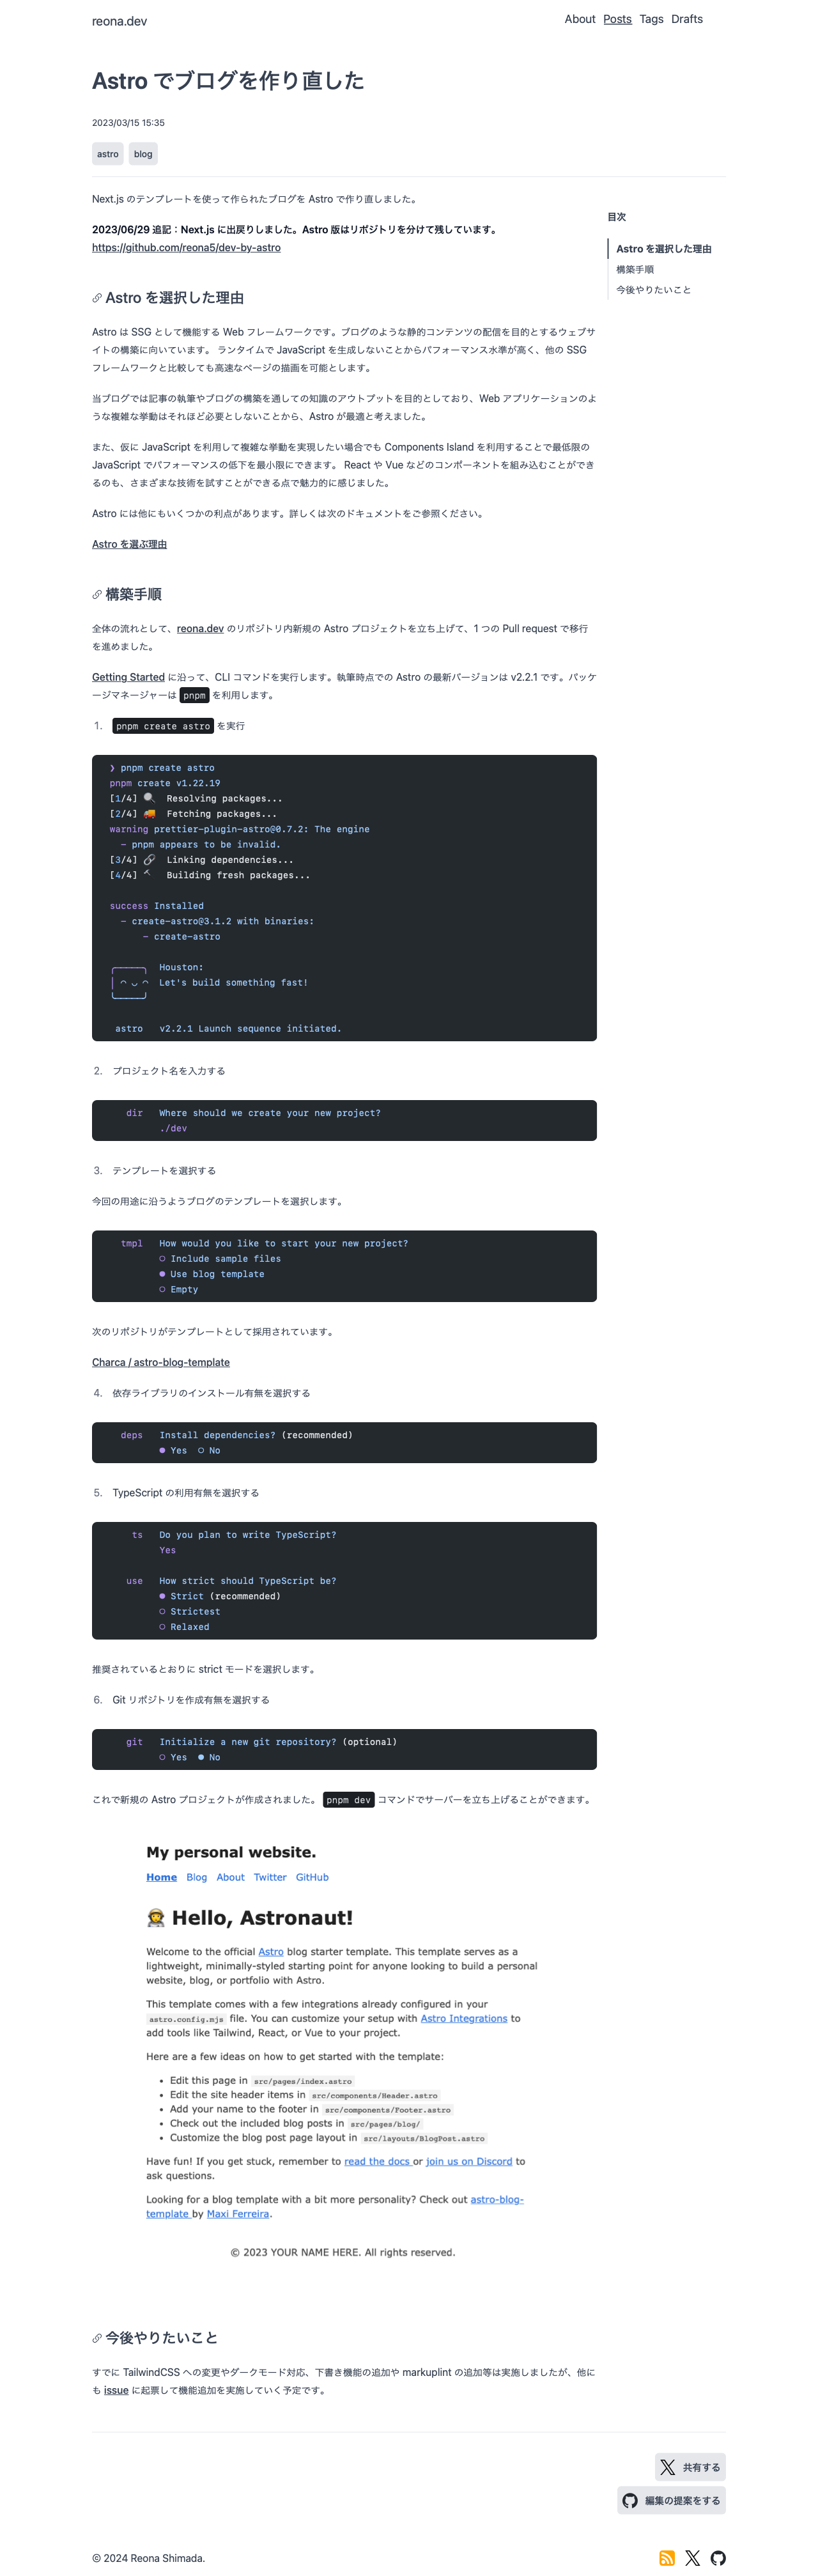 reona.dev
About Posts Tags Drafts
Astro でブログを作り直した
2023/03/15 15:35
astro blog
Next.js のテンプレートを使って作られたブログを Astro で作り直しました。
2023/06/29 追記：Next.js に出戻りしました。Astro 版はリポジトリを分けて残しています。
https://github.com/reona5/dev-by-astro
目次
Astro を選択した理由
構築手順
今後やりたいこと
Astro を選択した理由
Astro は SSG として機能する Web フレームワークです。ブログのような静的コンテンツの配信を目的とするウェブサ
イトの構築に向いています。 ランタイムで JavaScript を生成しないことからパフォーマンス水準が高く、他の SSG
フレームワークと比較しても高速なページの描画を可能とします。
当ブログでは記事の執筆やブログの構築を通しての知識のアウトプットを目的としており、Web アプリケーションのよ
うな複雑な挙動はそれほど必要としないことから、Astro が最適と考えました。
また、仮に JavaScript を利用して複雑な挙動を実現したい場合でも Components Island を利用することで最低限の
JavaScript でパフォーマンスの低下を最小限にできます。 React や Vue などのコンポーネントを組み込むことができ
るのも、さまざまな技術を試すことができる点で魅力的に感じました。
Astro には他にもいくつかの利点があります。詳しくは次のドキュメントをご参照ください。
Astro を選ぶ理由
構築手順
全体の流れとして、reona.dev のリポジトリ内新規の Astro プロジェクトを立ち上げて、1 つの Pull request で移行
を進めました。
Getting Started に沿って、CLI コマンドを実行します。執筆時点での Astro の最新バージョンは v2.2.1 です。パッケ
ージマネージャーは pnpm を利用します。
1. pnpm create astro を実行
❯ pnpm create astro
pnpm create v1.22.19
[1/4] 🔍 Resolving packages...
[2/4] 🚚 Fetching packages...
warning prettier-plugin-astro@0.7.2: The engine
- pnpm appears to be invalid.
[3/4] 🔗 Linking dependencies...
[4/4] 🔨 Building fresh packages...
success Installed
- create-astro@3.1.2 with binaries:
- create-astro
╭─────╮ Houston:
│ ◠ ◡ ◠ Let's build something fast!
╰─────╯
astro v2.2.1 Launch sequence initiated.
2. プロジェクト名を入力する
dir Where should we create your new project?
./dev
3. テンプレートを選択する
今回の用途に沿うようブログのテンプレートを選択します。
tmpl How would you like to start your new project?
○ Include sample files
● Use blog template
○ Empty
次のリポジトリがテンプレートとして採用されています。
Charca / astro-blog-template
4. 依存ライブラリのインストール有無を選択する
deps Install dependencies? (recommended)
● Yes ○ No
5. TypeScript の利用有無を選択する
ts Do you plan to write TypeScript?
Yes
use How strict should TypeScript be?
● Strict (recommended)
○ Strictest
○ Relaxed
推奨されているとおりに strict モードを選択します。
6. Git リポジトリを作成有無を選択する
git Initialize a new git repository? (optional)
○ Yes ● No
これで新規の Astro プロジェクトが作成されました。 pnpm dev コマンドでサーバーを立ち上げることができます。
My personal website.
Home Blog About Twitter GitHub
🧑‍🚀 Hello, Astronaut!
Welcome to the official Astro blog starter template. This template serves as a
lightweight, minimally-styled starting point for anyone looking to build a personal
website, blog, or portfolio with Astro.
This template comes with a few integrations already configured in your
astro.config.mjs file. You can customize your setup with Astro Integrations to
add tools like Tailwind, React, or Vue to your project.
Here are a few ideas on how to get started with the template:
• Edit this page in src/pages/index.astro
• Edit the site header items in src/components/Header.astro
• Add your name to the footer in src/components/Footer.astro
• Check out the included blog posts in src/pages/blog/
• Customize the blog post page layout in src/layouts/BlogPost.astro
Have fun! If you get stuck, remember to read the docs or join us on Discord to
ask questions.
Looking for a blog template with a bit more personality? Check out astro-blog-
template by Maxi Ferreira.
© 2023 YOUR NAME HERE. All rights reserved.
今後やりたいこと
すでに TailwindCSS への変更やダークモード対応、下書き機能の追加や markuplint の追加等は実施しましたが、他に
も issue に起票して機能追加を実施していく予定です。
共有する
編集の提案をする
© 2024 Reona Shimada.